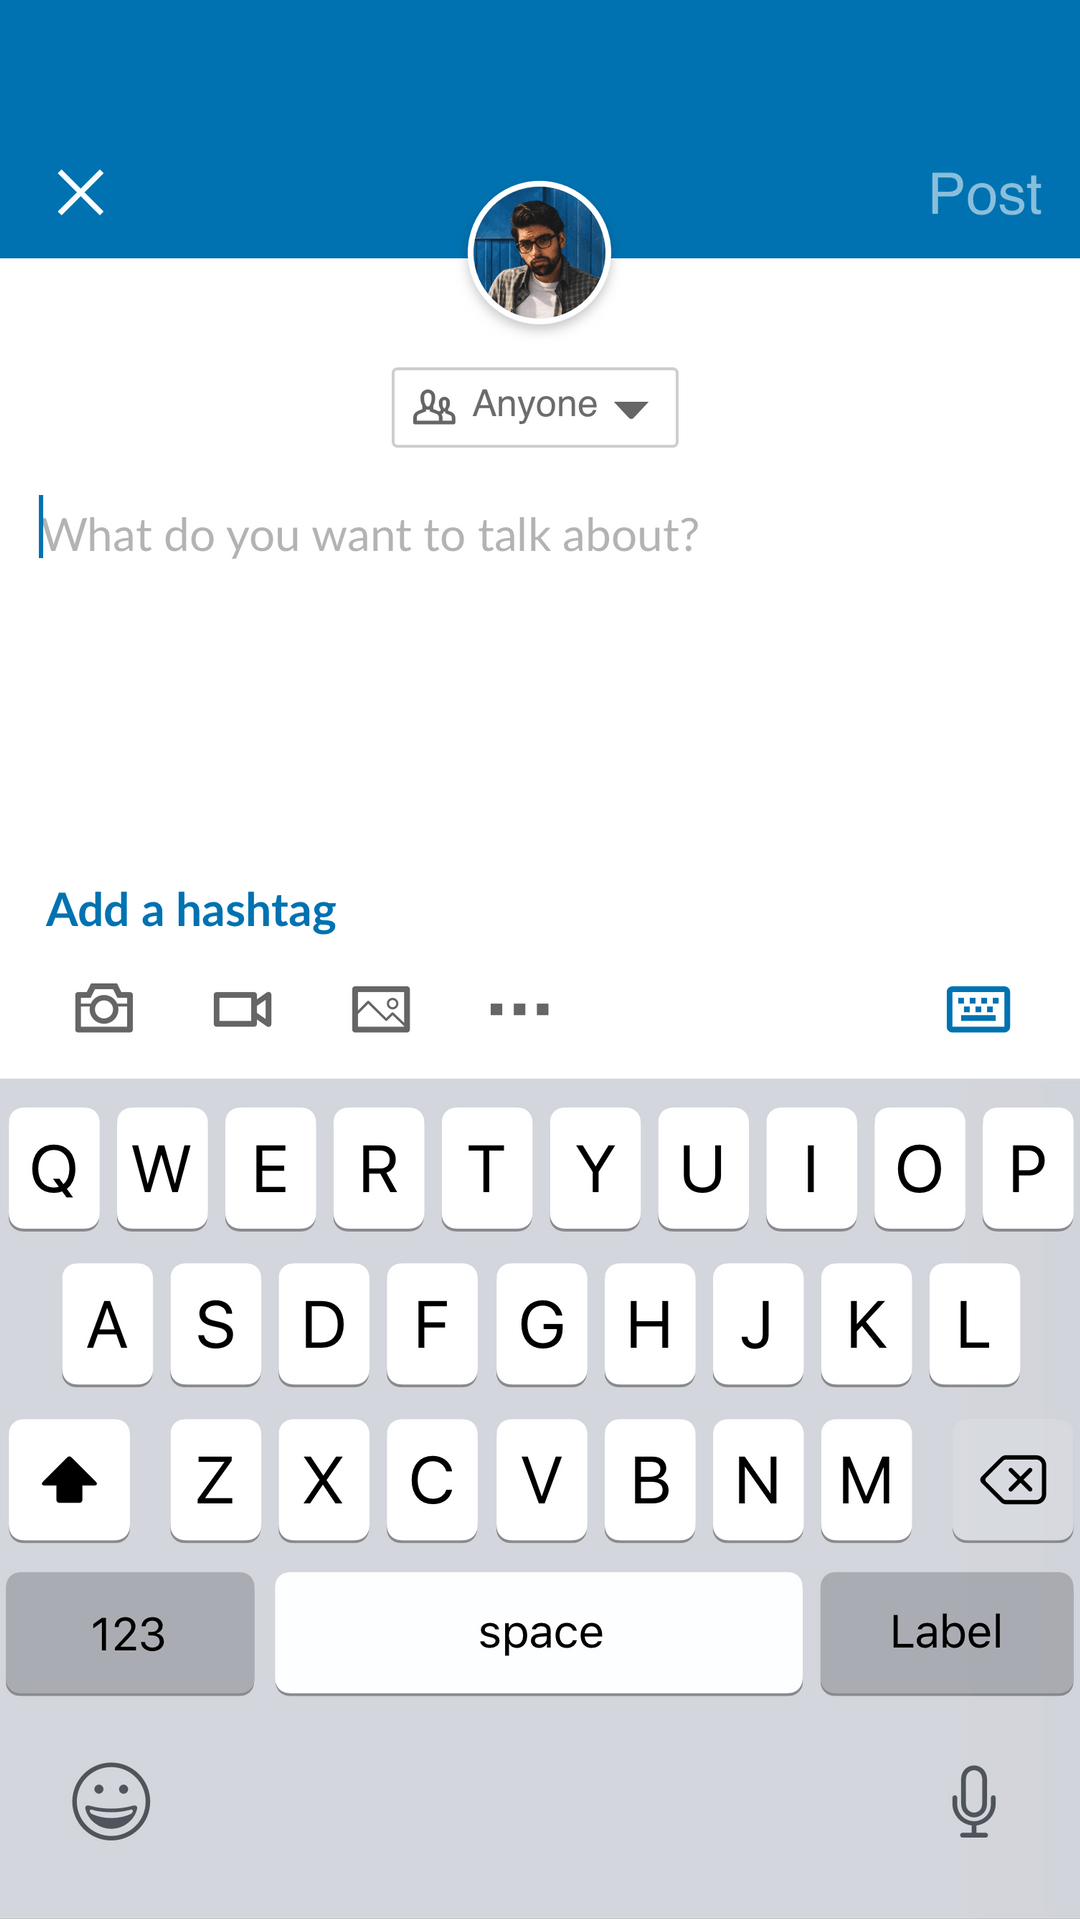 Post
Anyone
What do you want to talk about?
Add a hashtag
Q W E R T Y U I O P
A S D F G H J K L
Z X C V B N M
123 space Label